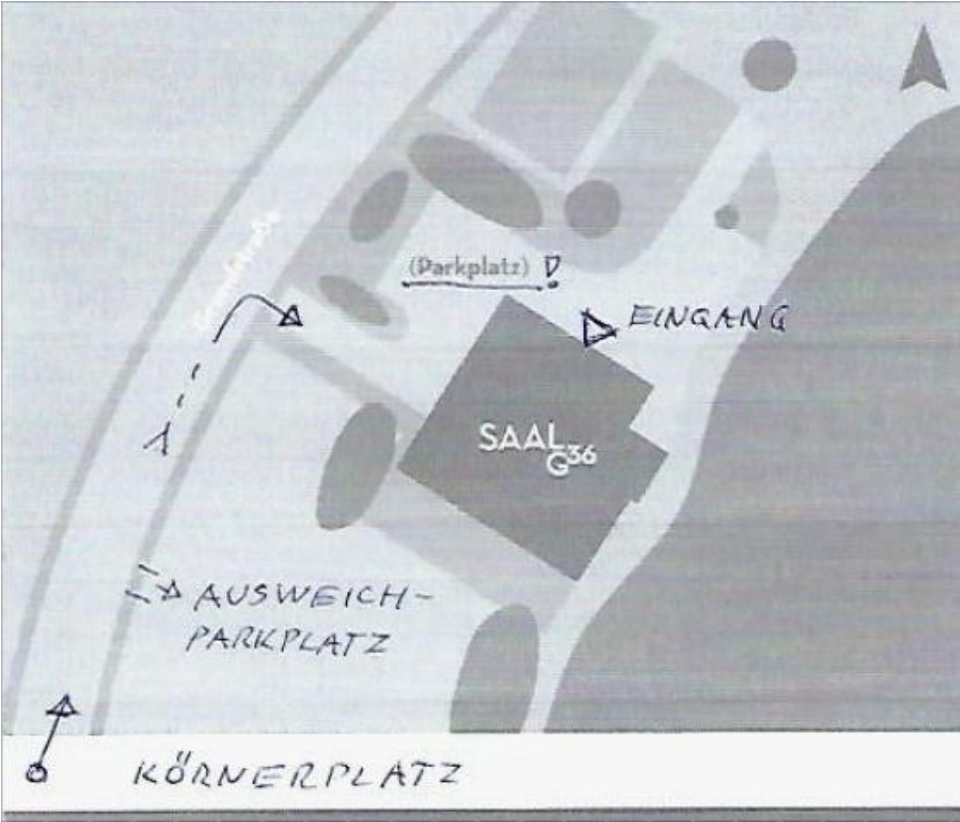 (Parkplatz) !
EINGANG
SAAL
G36
AUSWEICH-
PARKPLATZ
KÖRNERPLATZ